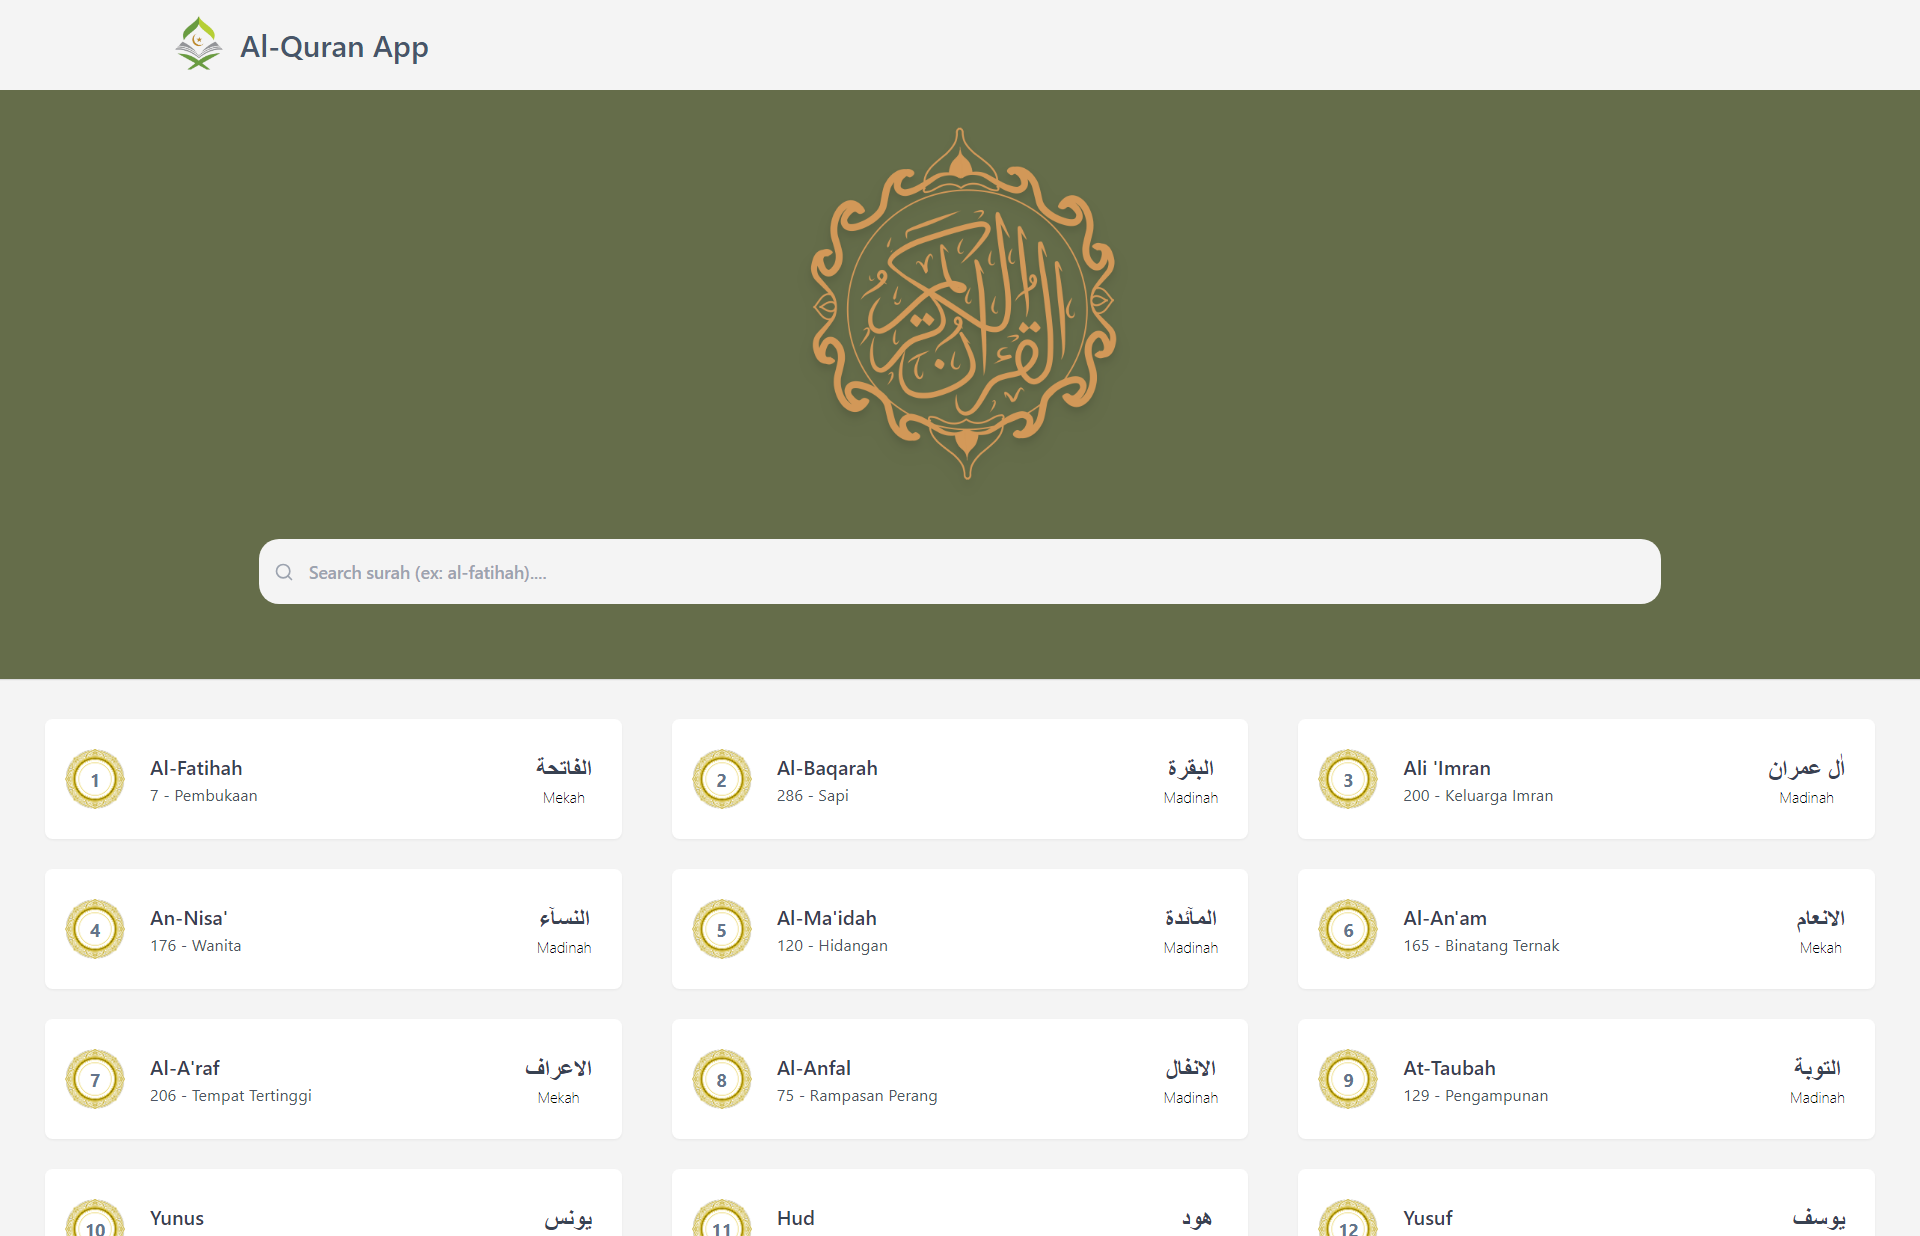 Al-Quran App
القرآن الكريم
Search surah (ex: al-fatihah)....
1
Al-Fatihah
7 - Pembukaan
الفاتحة
Mekah
2
Al-Baqarah
286 - Sapi
البقرة
Madinah
3
Ali 'Imran
200 - Keluarga Imran
اٰل عمران
Madinah
4
An-Nisa'
176 - Wanita
النساۤء
Madinah
5
Al-Ma'idah
120 - Hidangan
الماۤئدة
Madinah
6
Al-An'am
165 - Binatang Ternak
الانعام
Mekah
7
Al-A'raf
206 - Tempat Tertinggi
الاعراف
Mekah
8
Al-Anfal
75 - Rampasan Perang
الانفال
Madinah
9
At-Taubah
129 - Pengampunan
التوبة
Madinah
10
Yunus
يونس
11
Hud
هود
12
Yusuf
يوسف